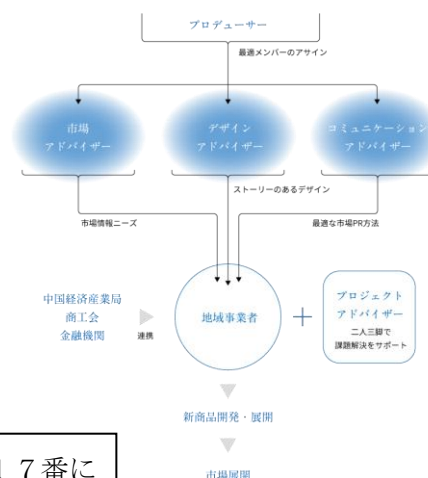 プロデューサー
最適メンバーのアサイン
市場
アドバイザー
デザイン
アドバイザー
コミュニケーション
アドバイザー
ストーリーのあるデザイン
市場情報ニーズ
最適な市場PR方法
中国経済産業局
商工会
金融機関
連携
地域事業者
プロジェクト
アドバイザー
二人三脚で
課題解決をサポート
新商品開発・展開
7番に
市場展開